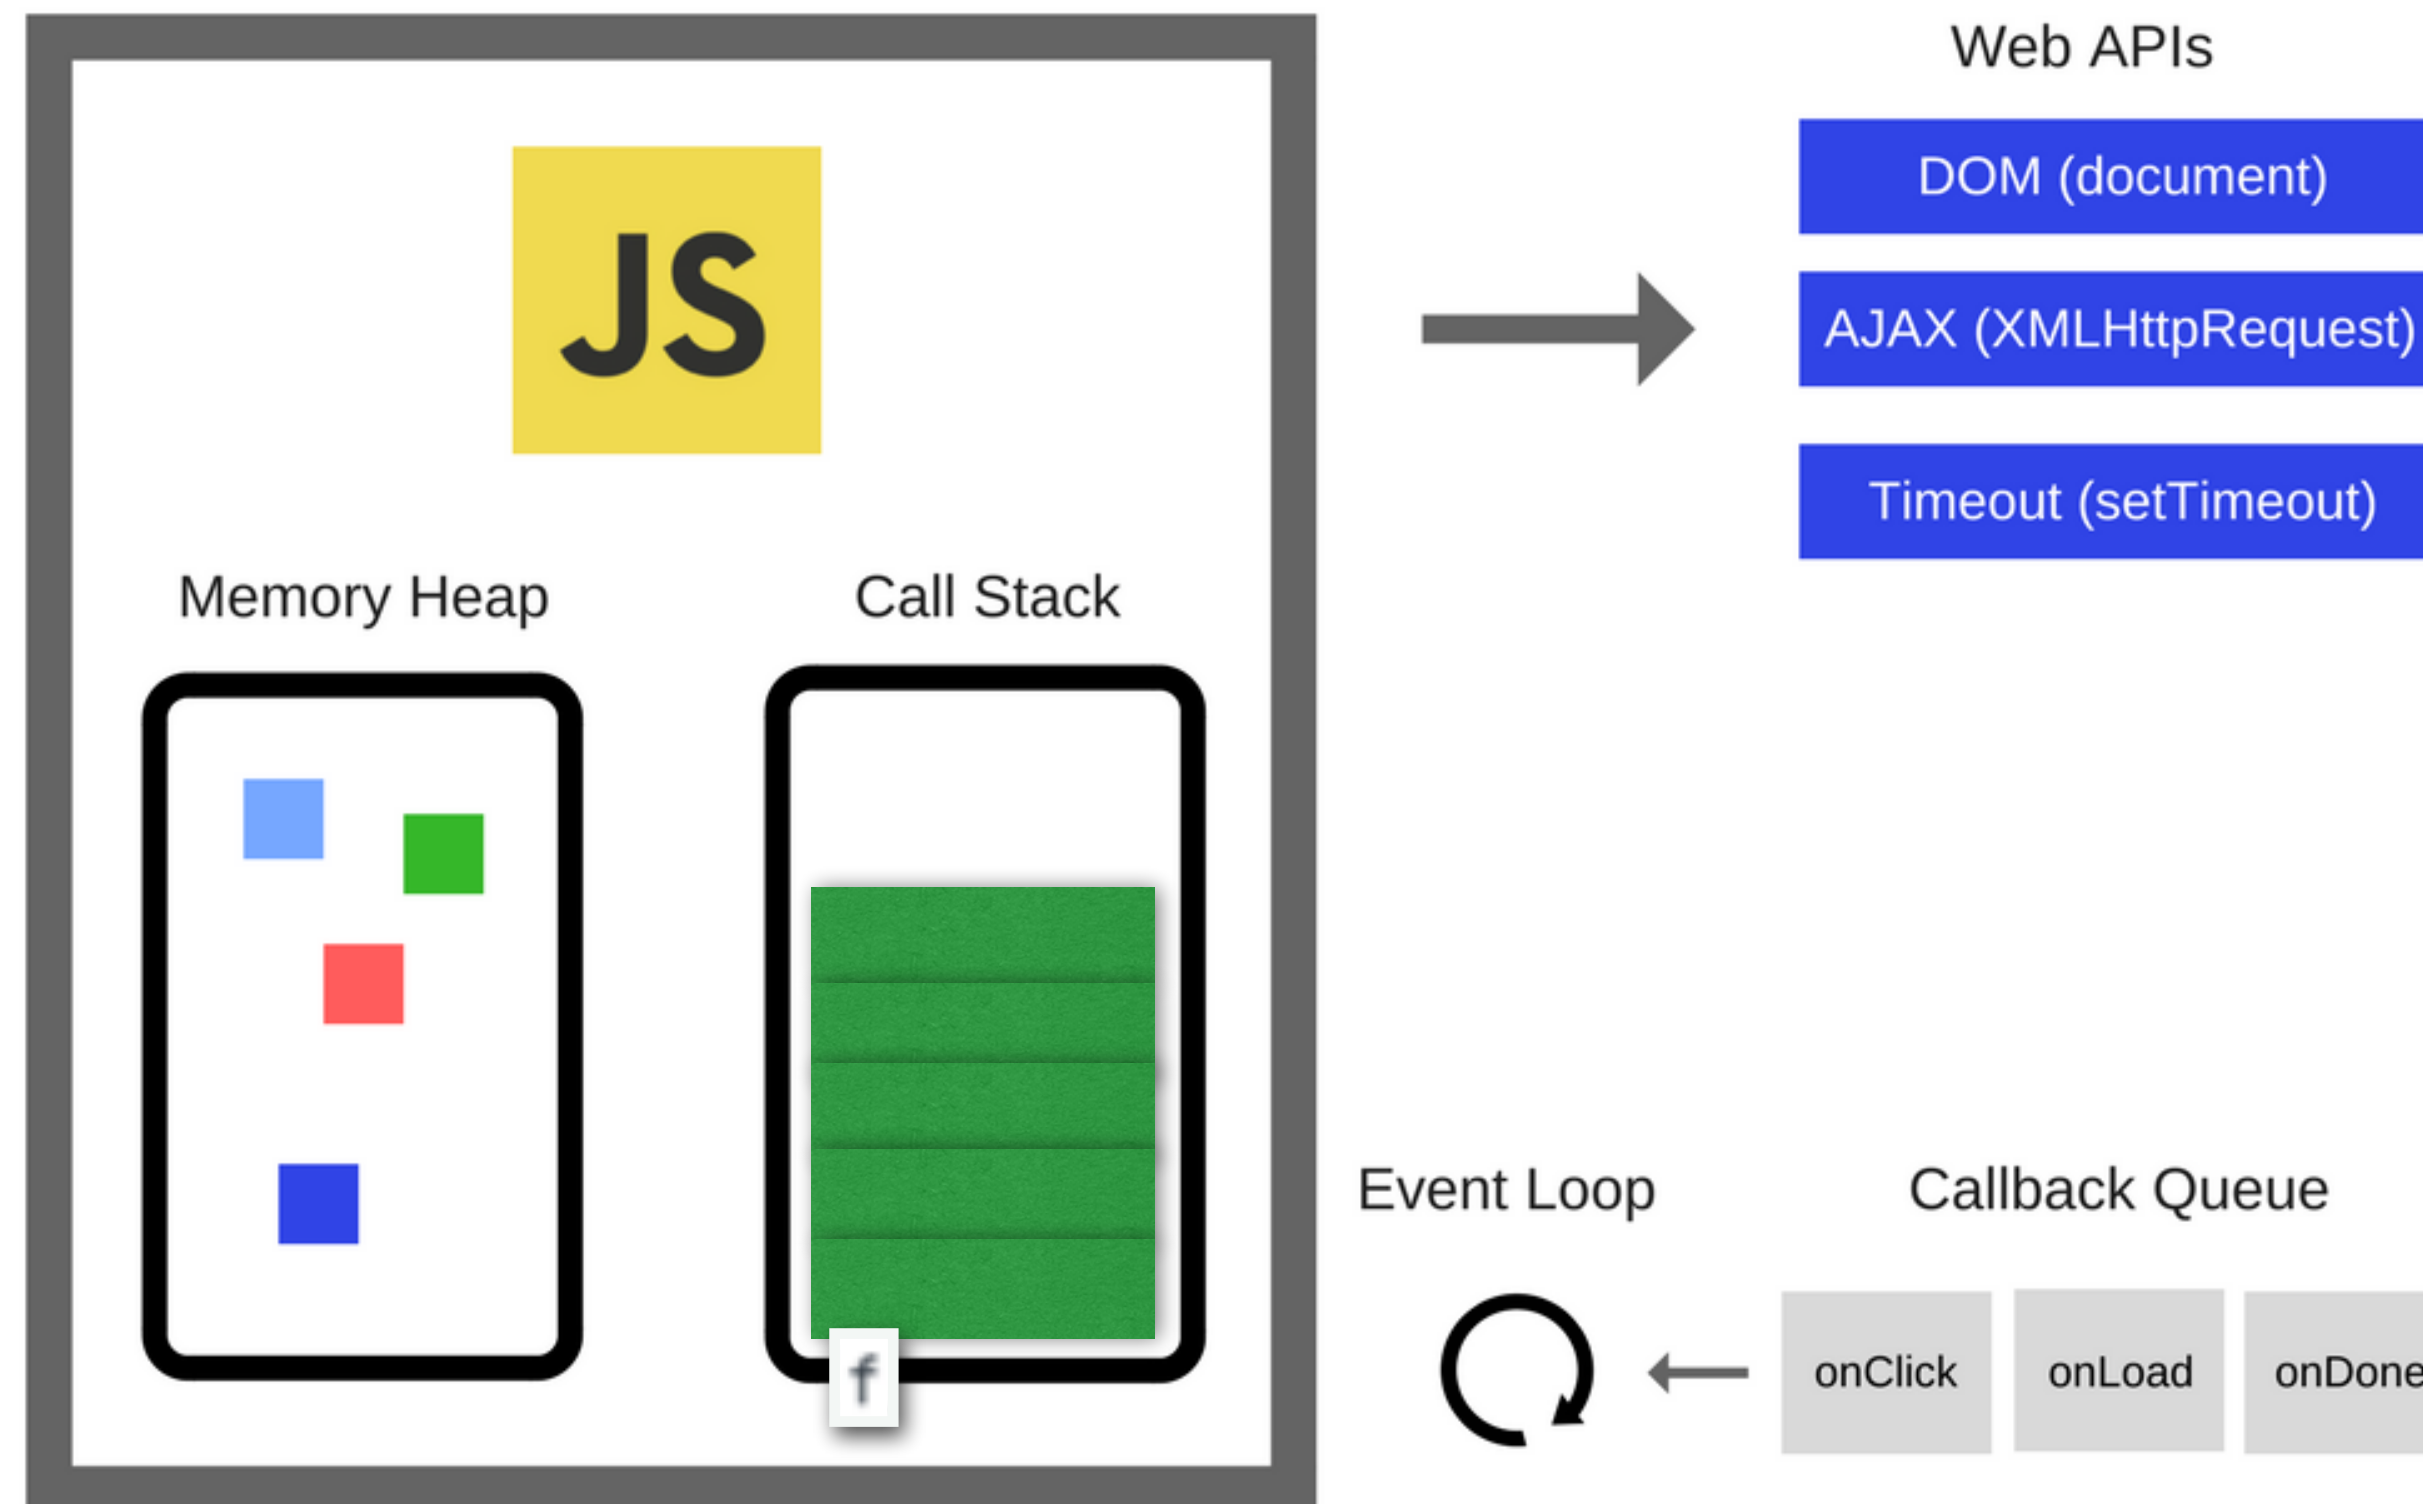 Web APIs
DOM (document)
AJAX (XMLHttpRequest)
Timeout (setTimeout)
JS
Memory Heap
Call Stack
f
Event Loop
Callback Queue
onClick
onLoad
onDone